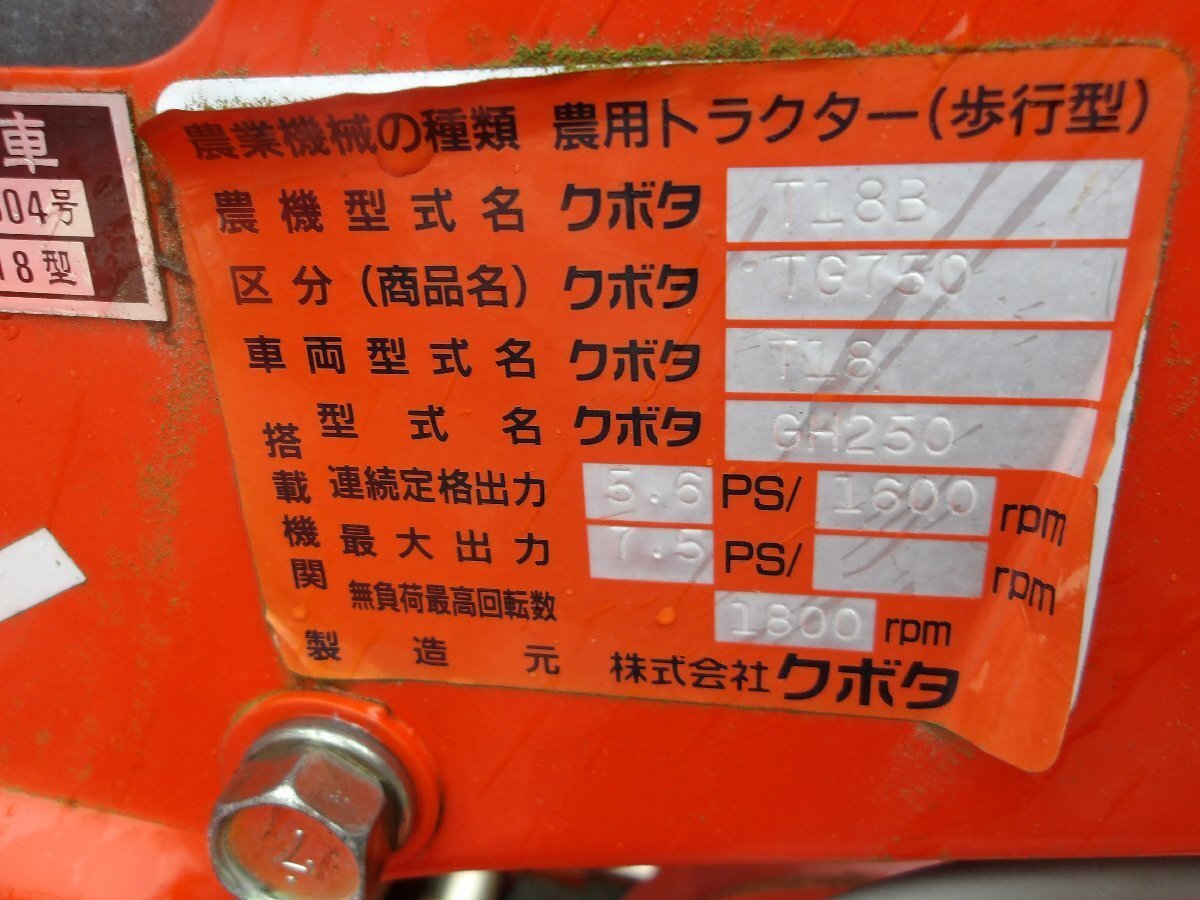 車
304号
18型
農業機械の種類 農用トラクター(歩行型)
農機型式名 クボタ T18B
区分(商品名) クボタ TG750
車両型式名 クボタ T18
搭載機関
型式名 クボタ GH250
連続定格出力 5.6 PS/ 1600 rpm
最大出力 7.5 PS/ rpm
無負荷最高回転数 1800 rpm
製造元 株式会社クボタ
7